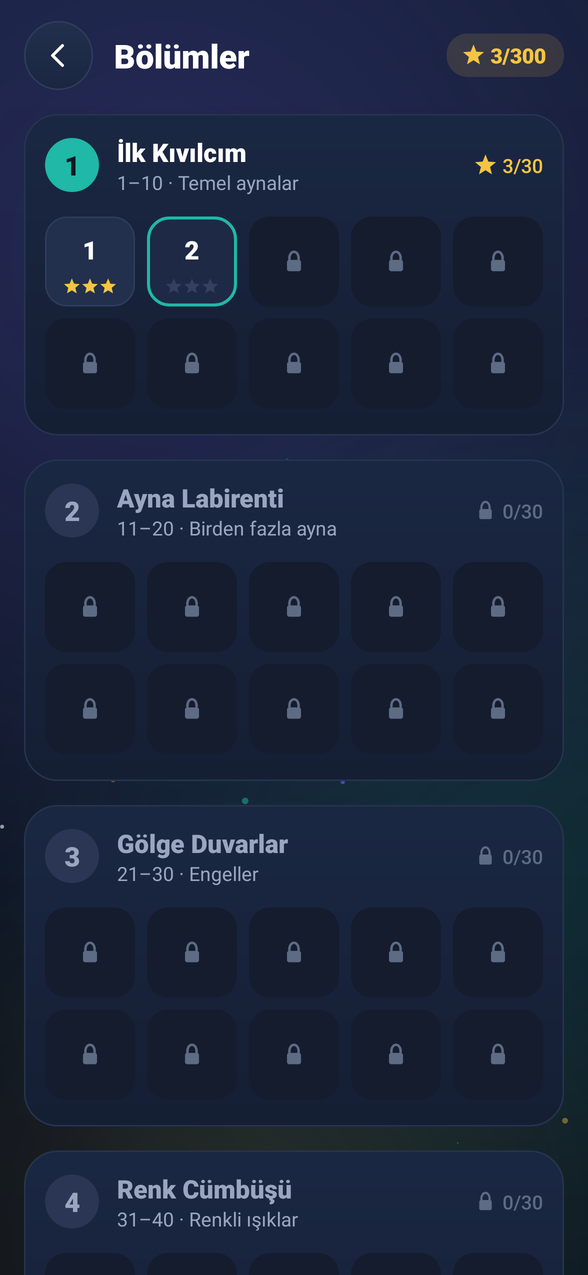 Bölümler
3/300
1
İlk Kıvılcım
1–10 · Temel aynalar
3/30
1
2
2
Ayna Labirenti
11–20 · Birden fazla ayna
0/30
3
Gölge Duvarlar
21–30 · Engeller
0/30
4
Renk Cümbüşü
31–40 · Renkli ışıklar
0/30